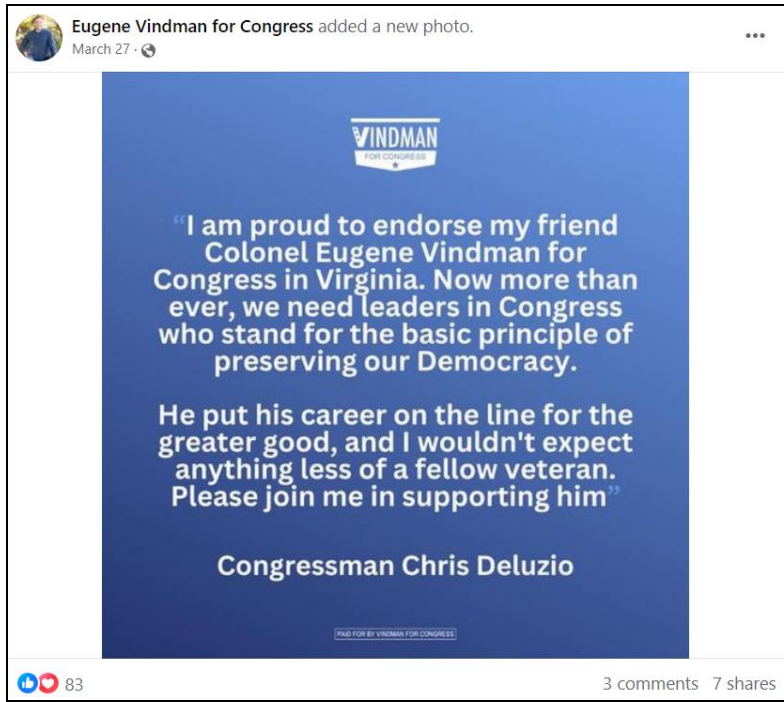 Eugene Vindman for Congress added a new photo.
March 27 ·
VINDMAN
FOR CONGRESS
“I am proud to endorse my friend
Colonel Eugene Vindman for
Congress in Virginia. Now more than
ever, we need leaders in Congress
who stand for the basic principle of
preserving our Democracy.
He put his career on the line for the
greater good, and I wouldn't expect
anything less of a fellow veteran.
Please join me in supporting him”
Congressman Chris Deluzio
PAID FOR BY VINDMAN FOR CONGRESS
83
3 comments 7 shares